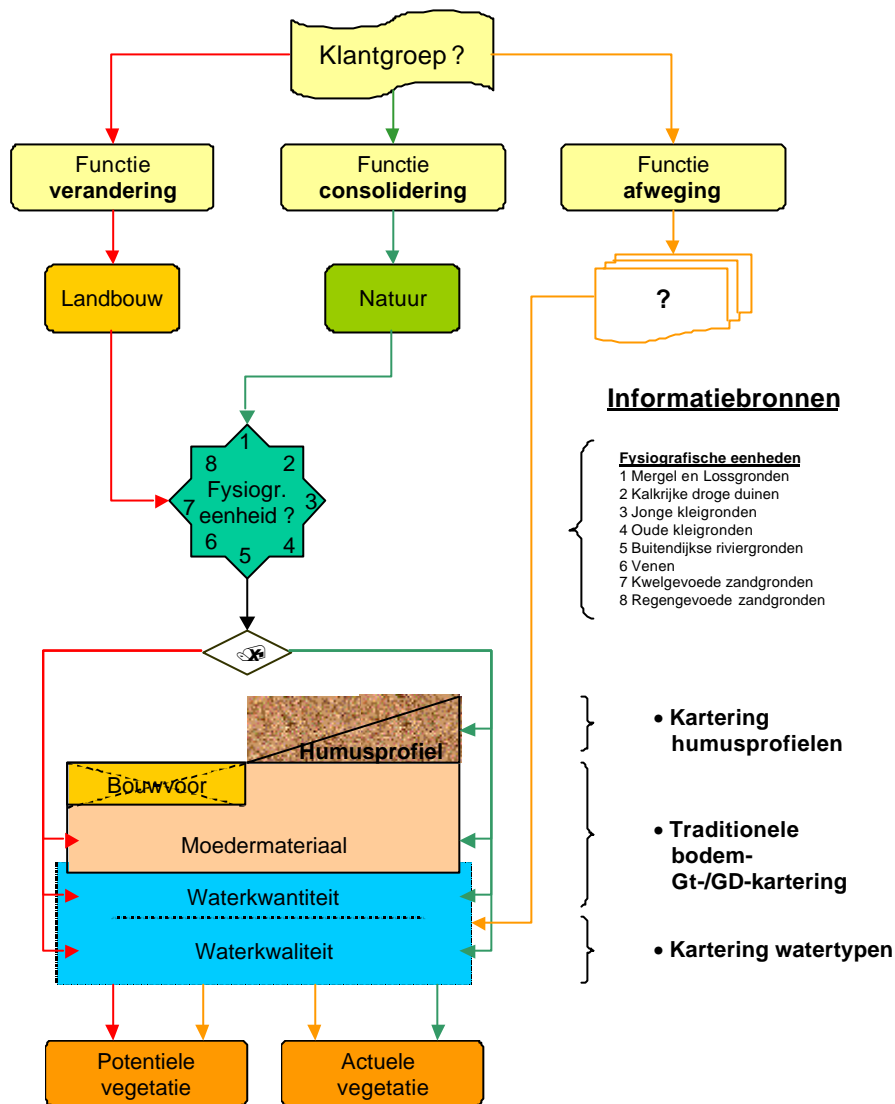 Klantgroep ?
Functie
verandering
Functie
consolidering
Functie
afweging
Landbouw
Natuur
?
Informatiebronnen
Fysiografische eenheden
1 Mergel en Lossgronden
2 Kalkrijke droge duinen
3 Jonge kleigronden
4 Oude kleigronden
5 Buitendijkse riviergronden
6 Venen
7 Kwelgevoede zandgronden
8 Regengevoede zandgronden
1
8
2
Fysiogr.
7
eenheid ?
3
6
4
5
Humusprofiel
• Kartering
humusprofielen
Bouwvoor
Moedermateriaal
• Traditionele
bodem-
Gt-/GD-kartering
Waterkwantiteit
Waterkwaliteit
• Kartering watertypen
Potentiele
vegetatie
Actuele
vegetatie